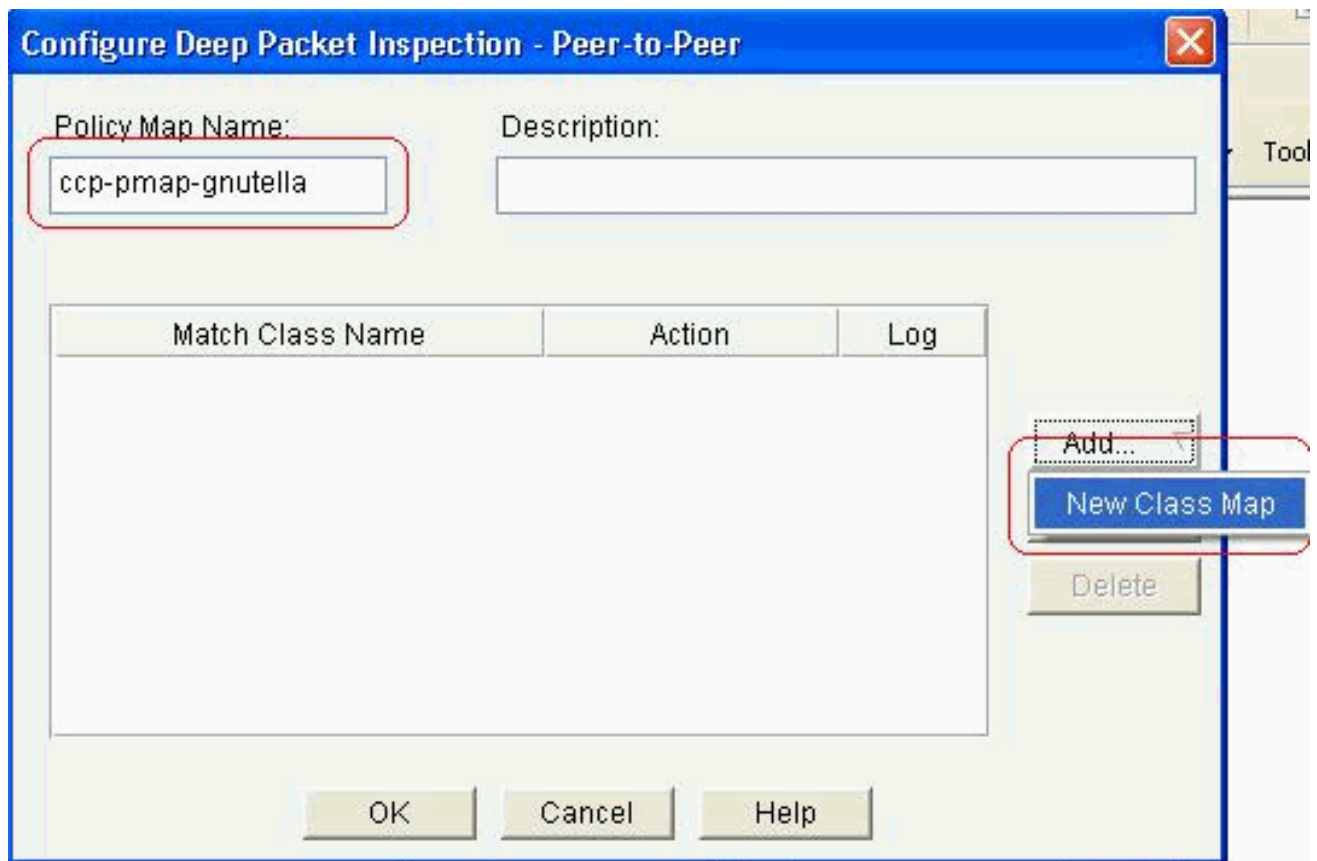 Configure Deep Packet Inspection - Peer-to-Peer
Tool
Policy Map Name:
Description:
ccp-pmap-gnutella
Match Class Name
Action
Log
Add...
New Class Map
Delete
OK
Cancel
Help